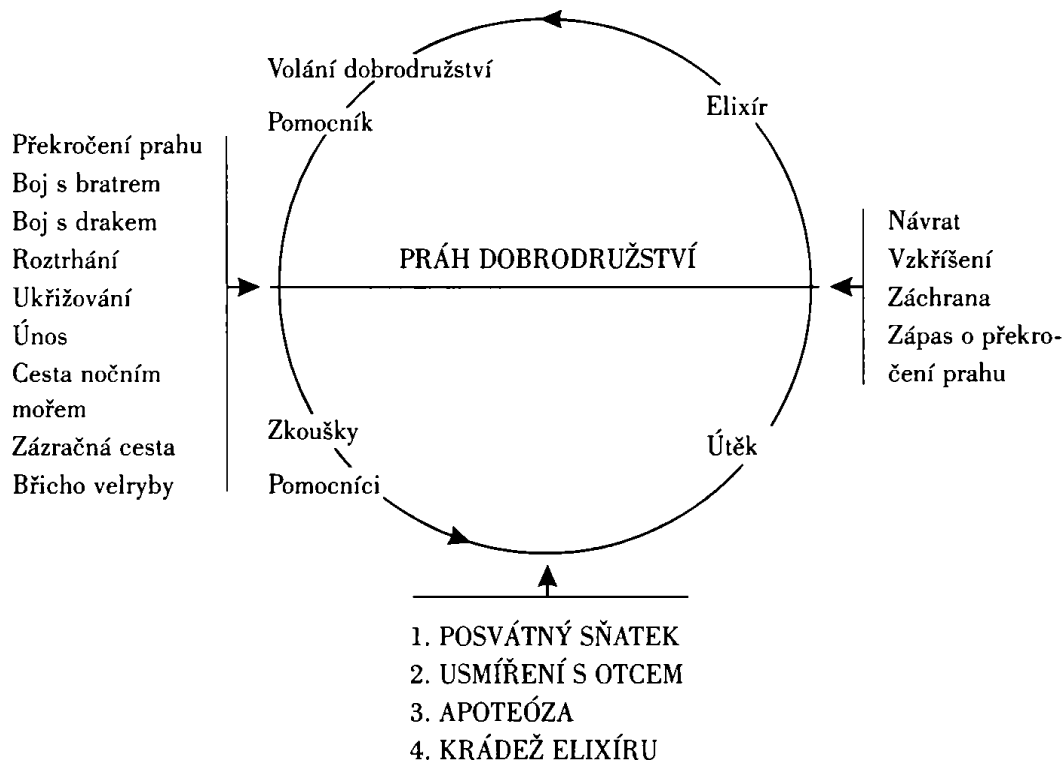 Volání dobrodružství
Pomocník
Elixír
Překročení prahu
Boj s bratrem
Boj s drakem
Roztrhání
Ukřižování
Únos
Cesta nočním
mořem
Zázračná cesta
Břicho velryby
PRÁH DOBRODRUŽSTVÍ
Návrat
Vzkříšení
Záchrana
Zápas o překro-
čení prahu
Zkoušky
Pomocníci
Útěk
1. POSVÁTNÝ SŇATEK
2. USMÍŘENÍ S OTCEM
3. APOTEÓZA
4. KRÁDEŽ ELIXÍRU